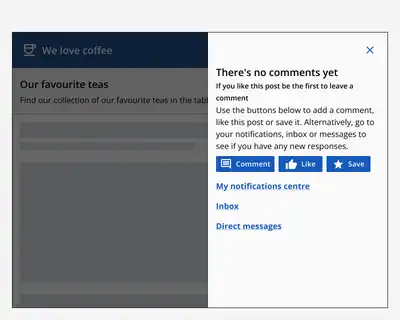 We love coffee
Our favourite teas
Find our collection of our favourite teas in the tabl
There's no comments yet
If you like this post be the first to leave a
comment
Use the buttons below to add a comment,
like this post or save it. Alternatively, go to
your notifications, inbox or messages to
see if you have any new responses.
Comment
Like
Save
My notifications centre
Inbox
Direct messages